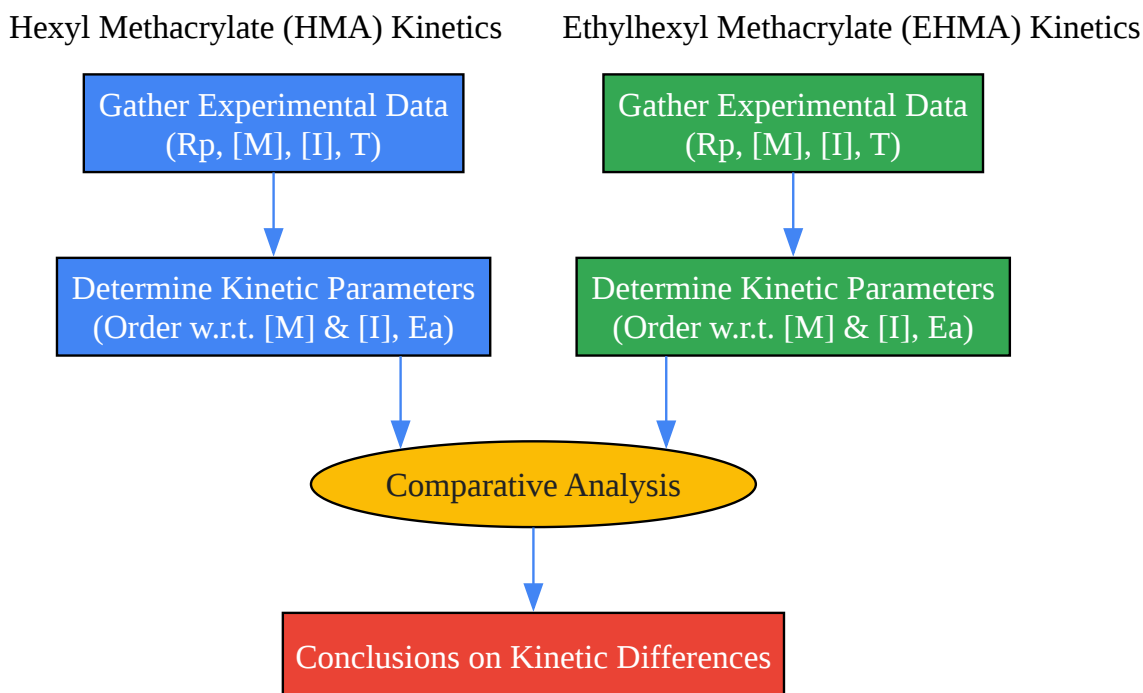 Hexyl Methacrylate (HMA) Kinetics
Ethylhexyl Methacrylate (EHMA) Kinetics
Gather Experimental Data
(Rp, [M], [I], T)
Gather Experimental Data
(Rp, [M], [I], T)
Determine Kinetic Parameters
(Order w.r.t. [M] & [I], Ea)
Determine Kinetic Parameters
(Order w.r.t. [M] & [I], Ea)
Comparative Analysis
Conclusions on Kinetic Differences